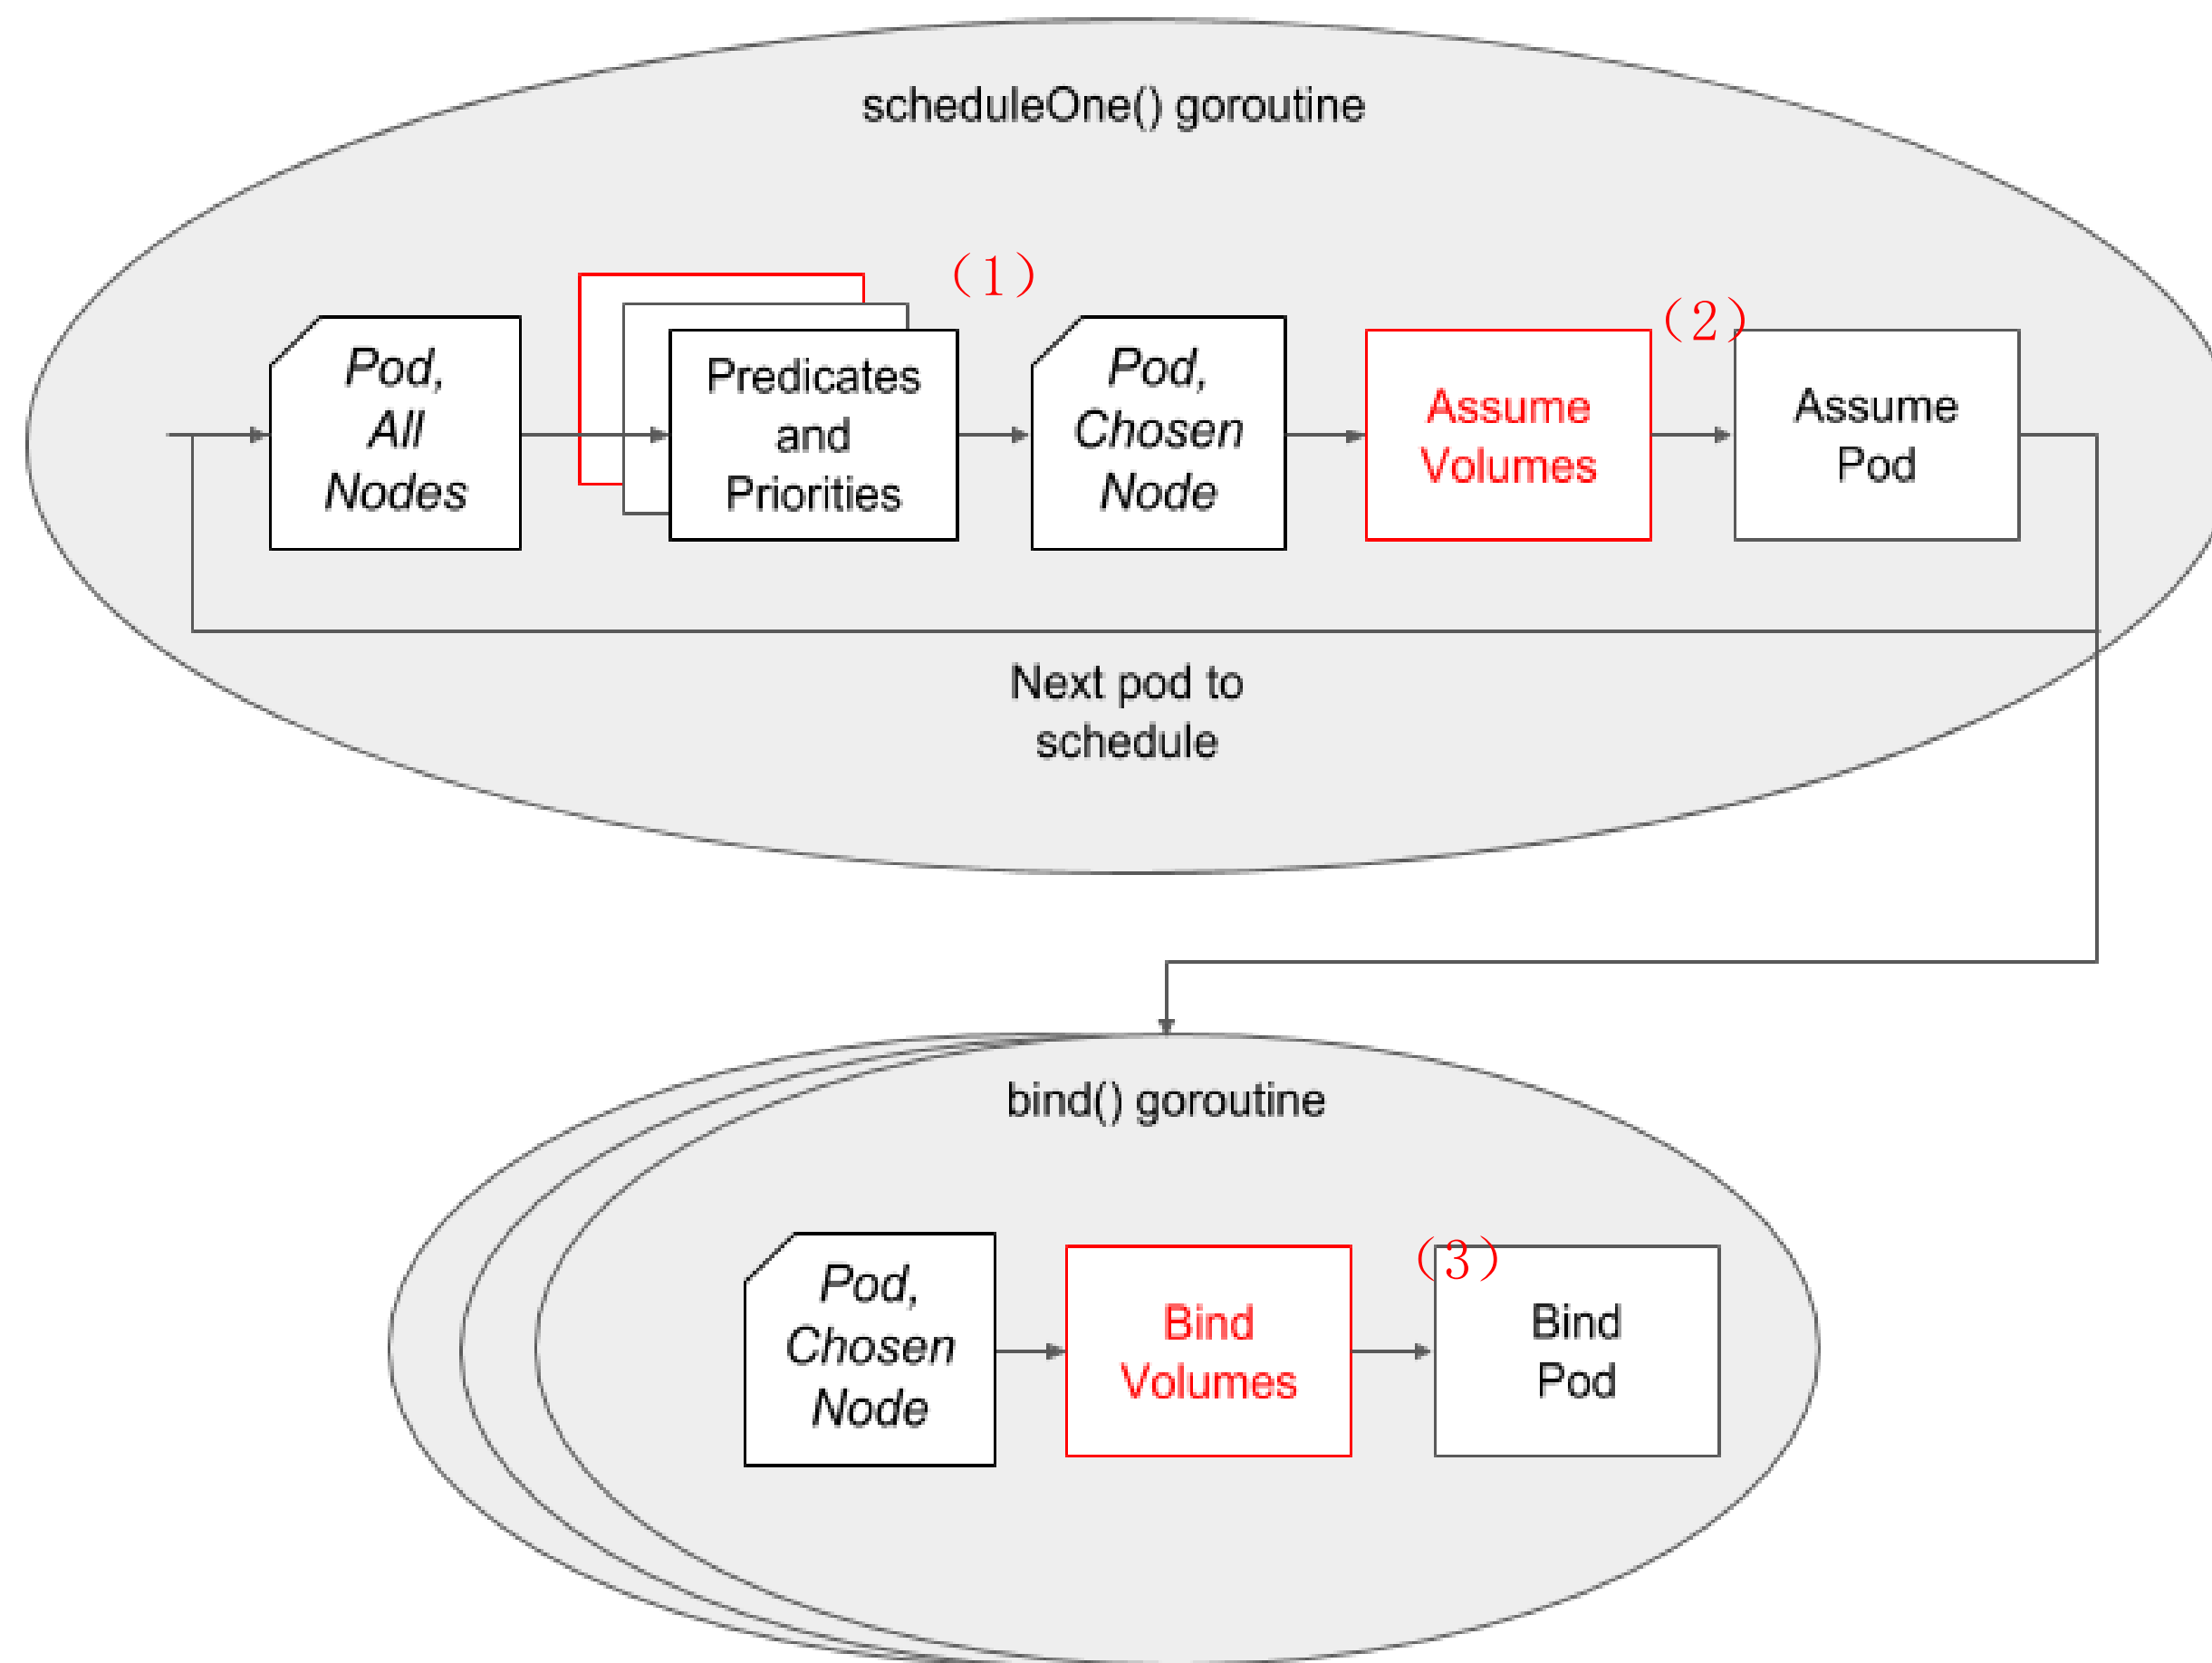 scheduleOne() goroutine
(1)
(2)
Pod,
All
Nodes
Predicates
and
Priorities
Pod,
Chosen
Node
Assume
Volumes
Assume
Pod
Next pod to
schedule
bind() goroutine
(3)
Pod,
Chosen
Node
Bind
Volumes
Bind
Pod